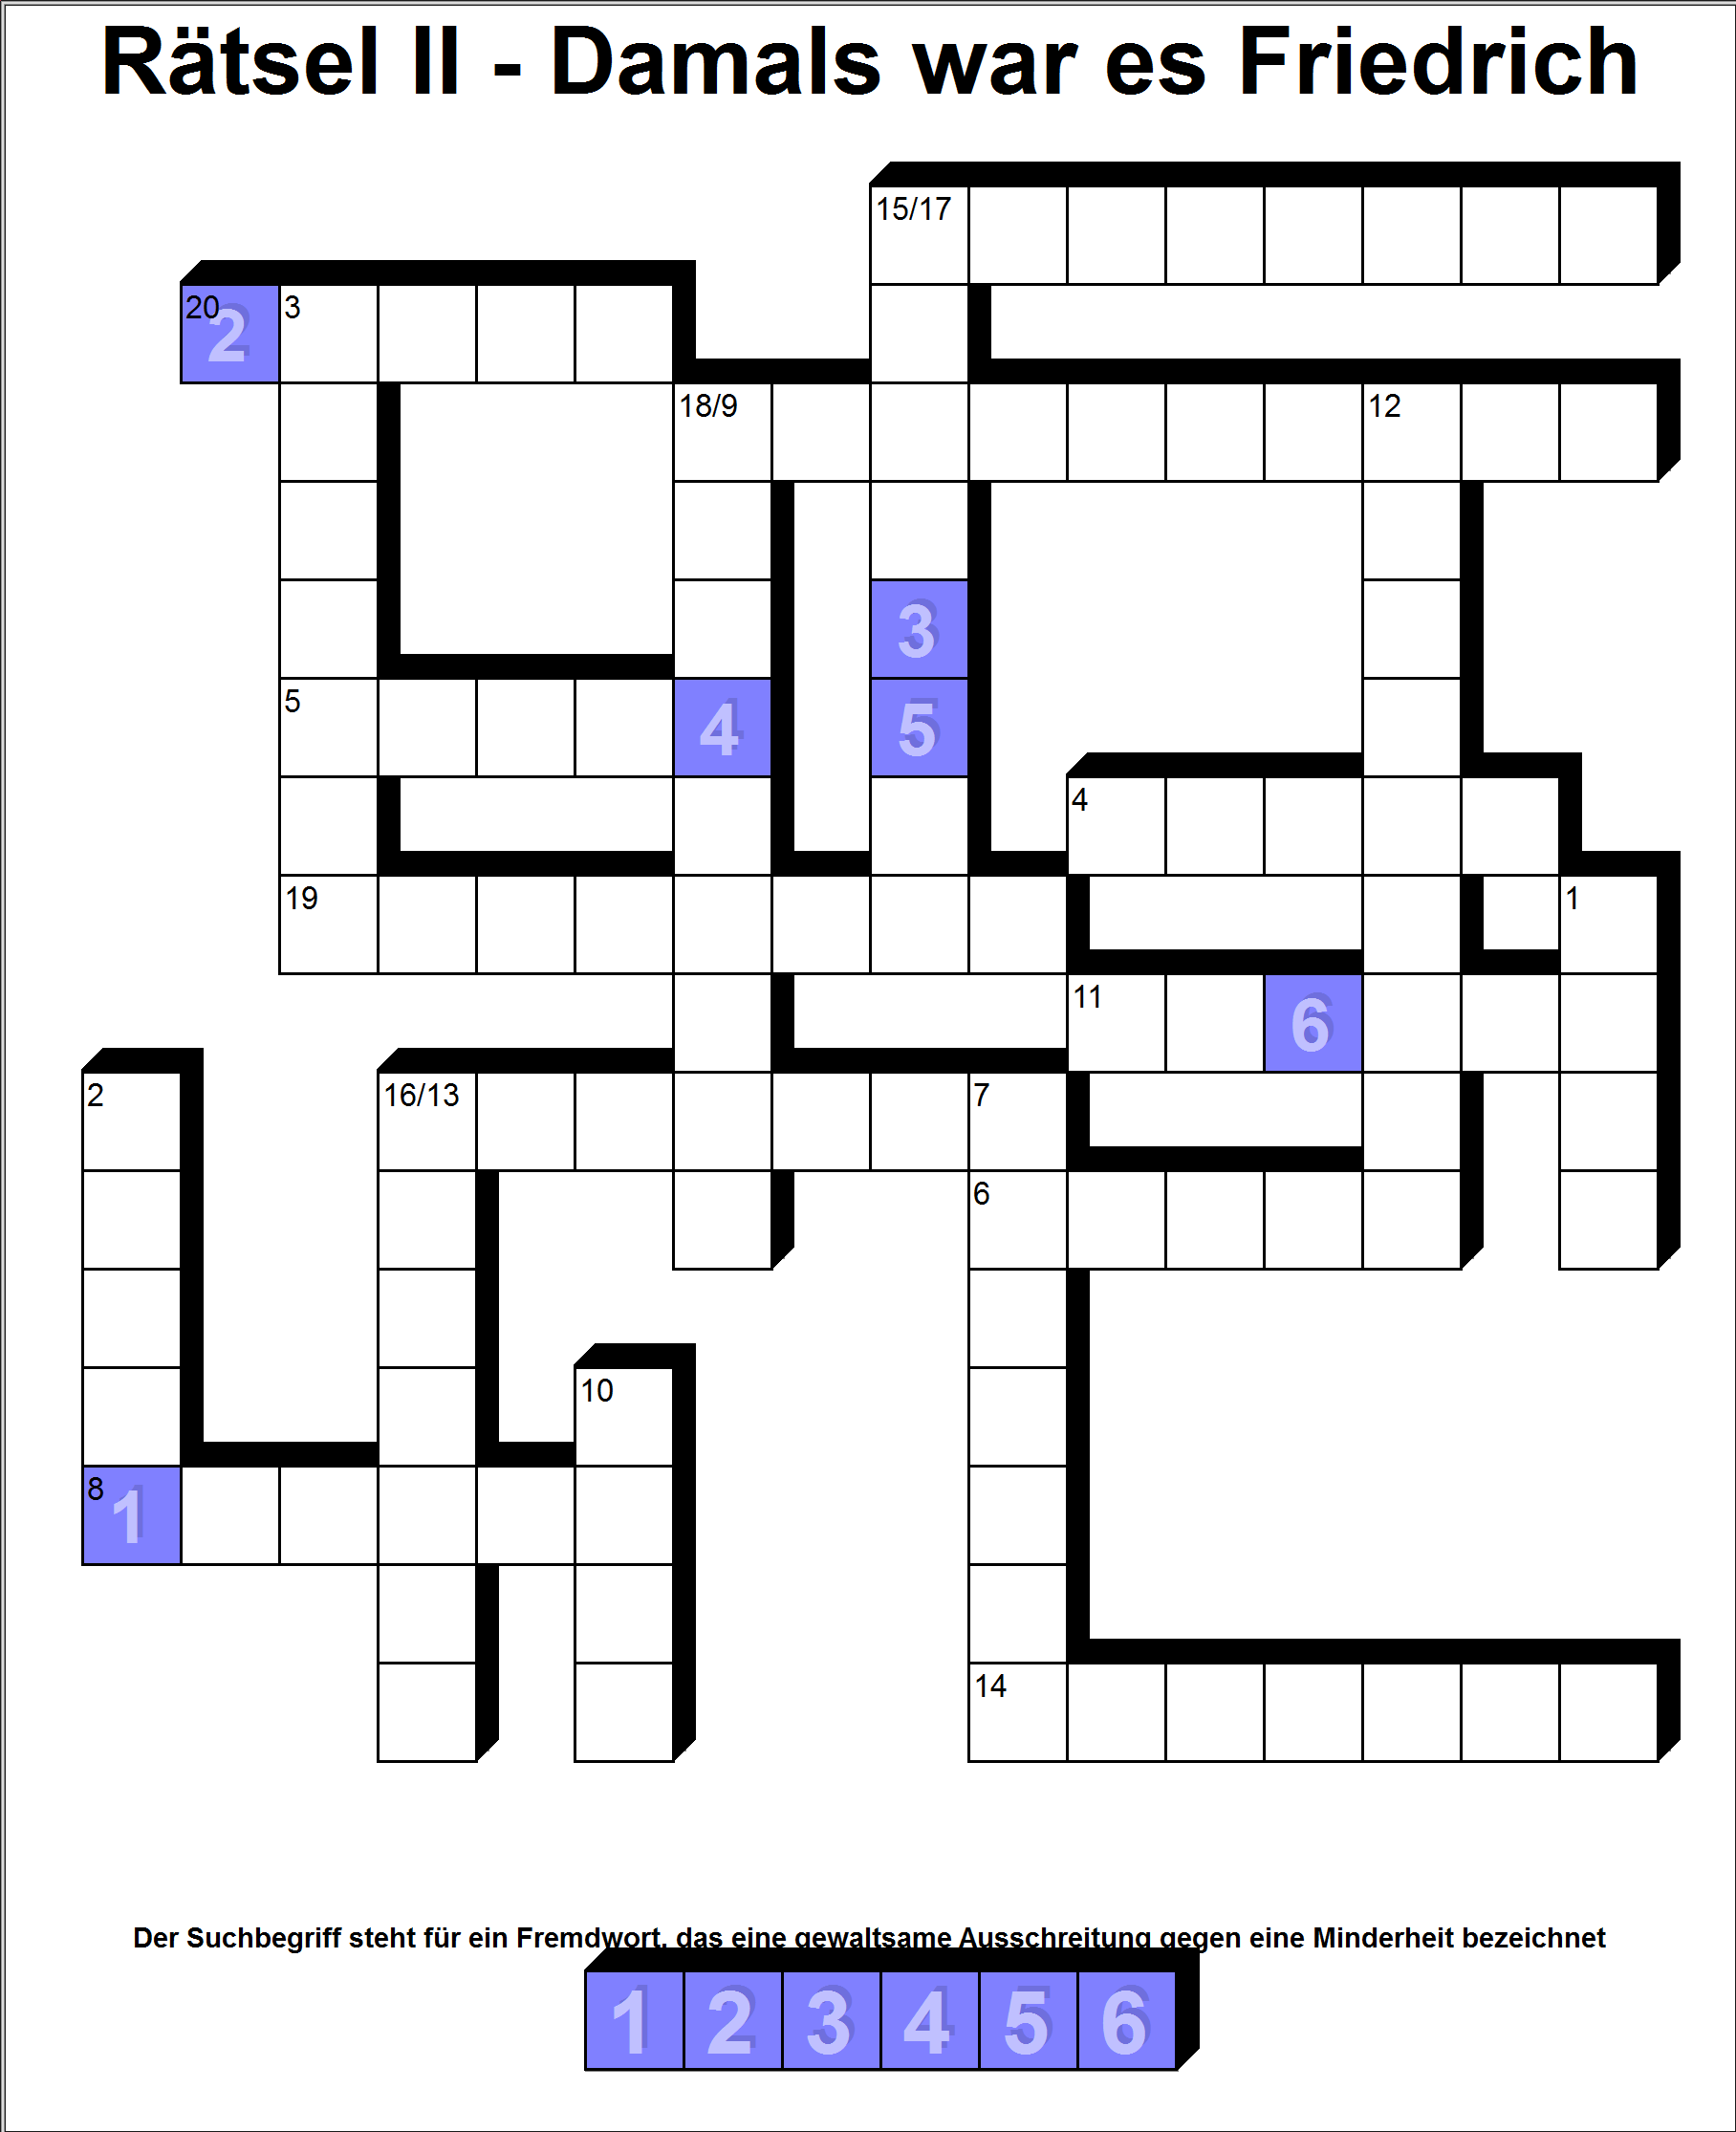 Rätsel II - Damals war es Friedrich
15/17
20 2 3
18/9 12
3
5 4 5
4
19 1
11 6
2 16/13 7
6
10
8 1
14
Der Suchbegriff steht für ein Fremdwort, das eine gewaltsame Ausschreitung gegen eine Minderheit bezeichnet
1 2 3 4 5 6